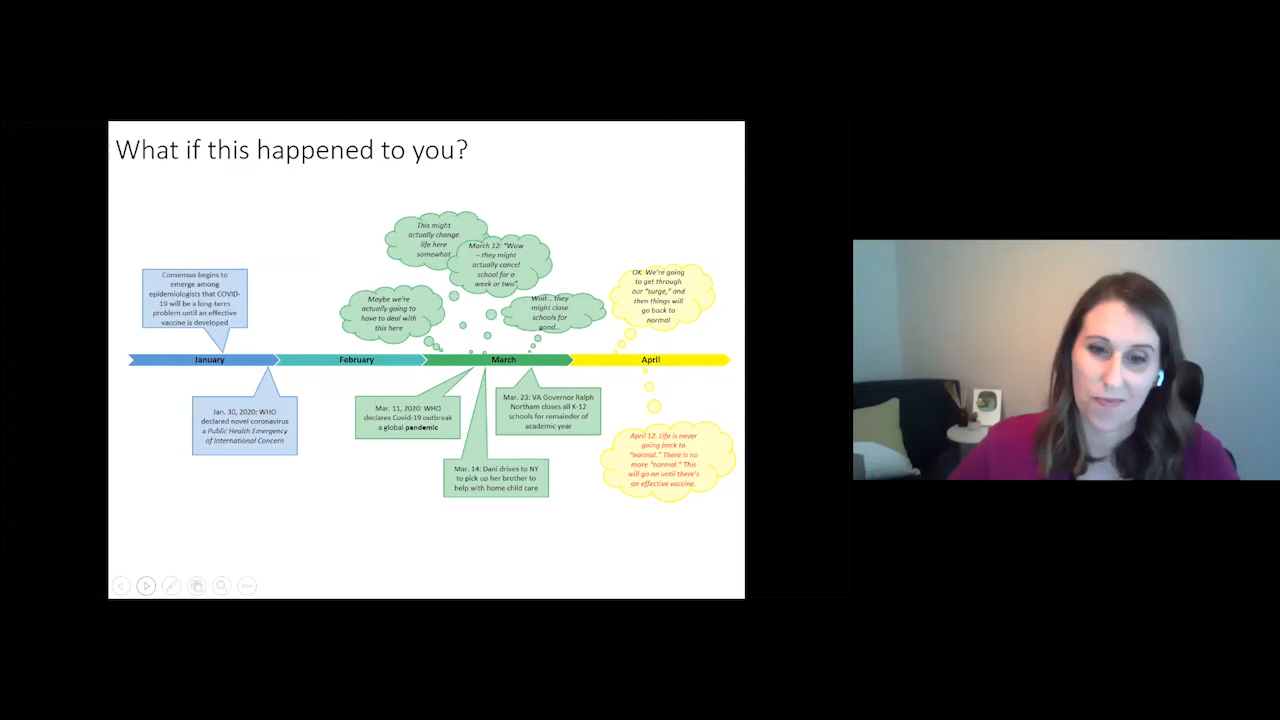 What if this happened to you?
This might
actually change
life here
somewhat
March 12: "Wow
– they might
actually cancel
school for a
week or two"
Consensus begins to
emerge among
epidemiologists that COVID-
19 will be a long-term
problem until an effective
vaccine is developed
Maybe we're
actually going to
have to deal with
this here
Wait... they
might close
schools for
good...
OK. We're going
to get through
our "surge," and
then things will
go back to
normal
January
February
March
April
Jan. 30, 2020: WHO
declared novel coronavirus
a Public Health Emergency
of International Concern
Mar. 11, 2020: WHO
declares Covid-19 outbreak
a global pandemic
Mar. 23: VA Governor Ralph
Northam closes all K-12
schools for remainder of
academic year
Mar. 14: Dani drives to NY
to pick up her brother to
help with home child care
April 12. Life is never
going back to
"normal." There is no
more "normal." This
will go on until there's
an effective vaccine.